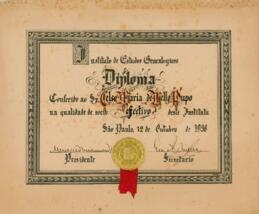 Instituto de Estudos Genealogicos
Diploma
Conferido ao Sr. Celso Maria de Mello Pupo
na qualidade de socio effectivo deste Instituto
São Paulo, 12 de Outubro de 1938
Presidente Secretario